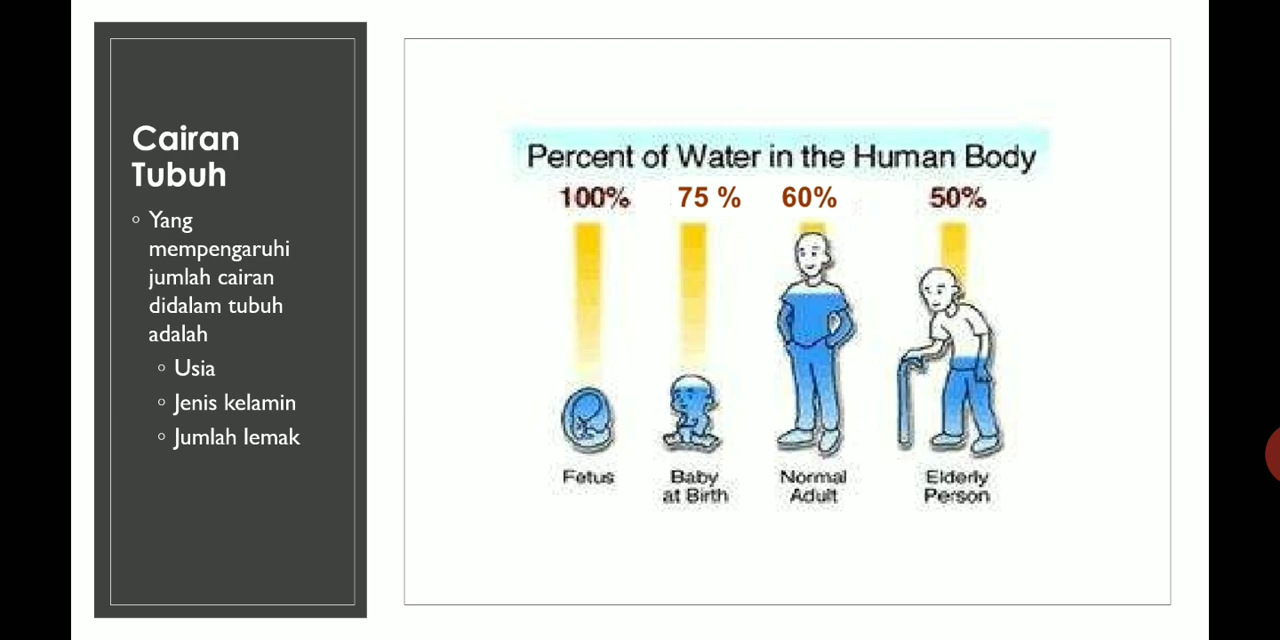 Cairan
Tubuh
Yang
mempengaruhi
jumlah cairan
didalam tubuh
adalah
Usia
Jenis kelamin
Jumlah lemak
Percent of Water in the Human Body
100% 75 % 60% 50%
Fetus
Baby
at Birth
Normal
Adult
Elderly
Person